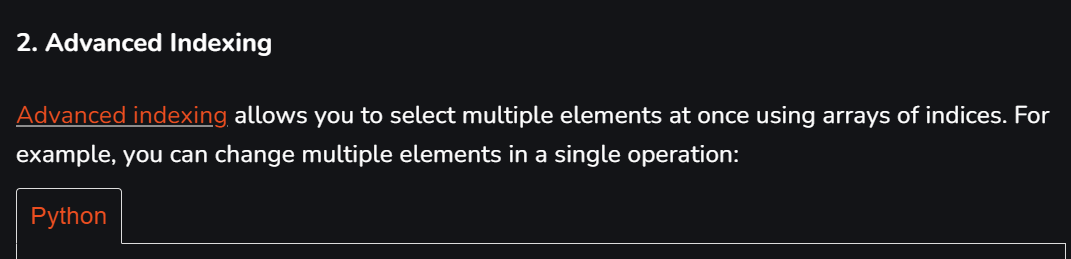 2. Advanced Indexing
Advanced indexing allows you to select multiple elements at once using arrays of indices. For
example, you can change multiple elements in a single operation:
Python